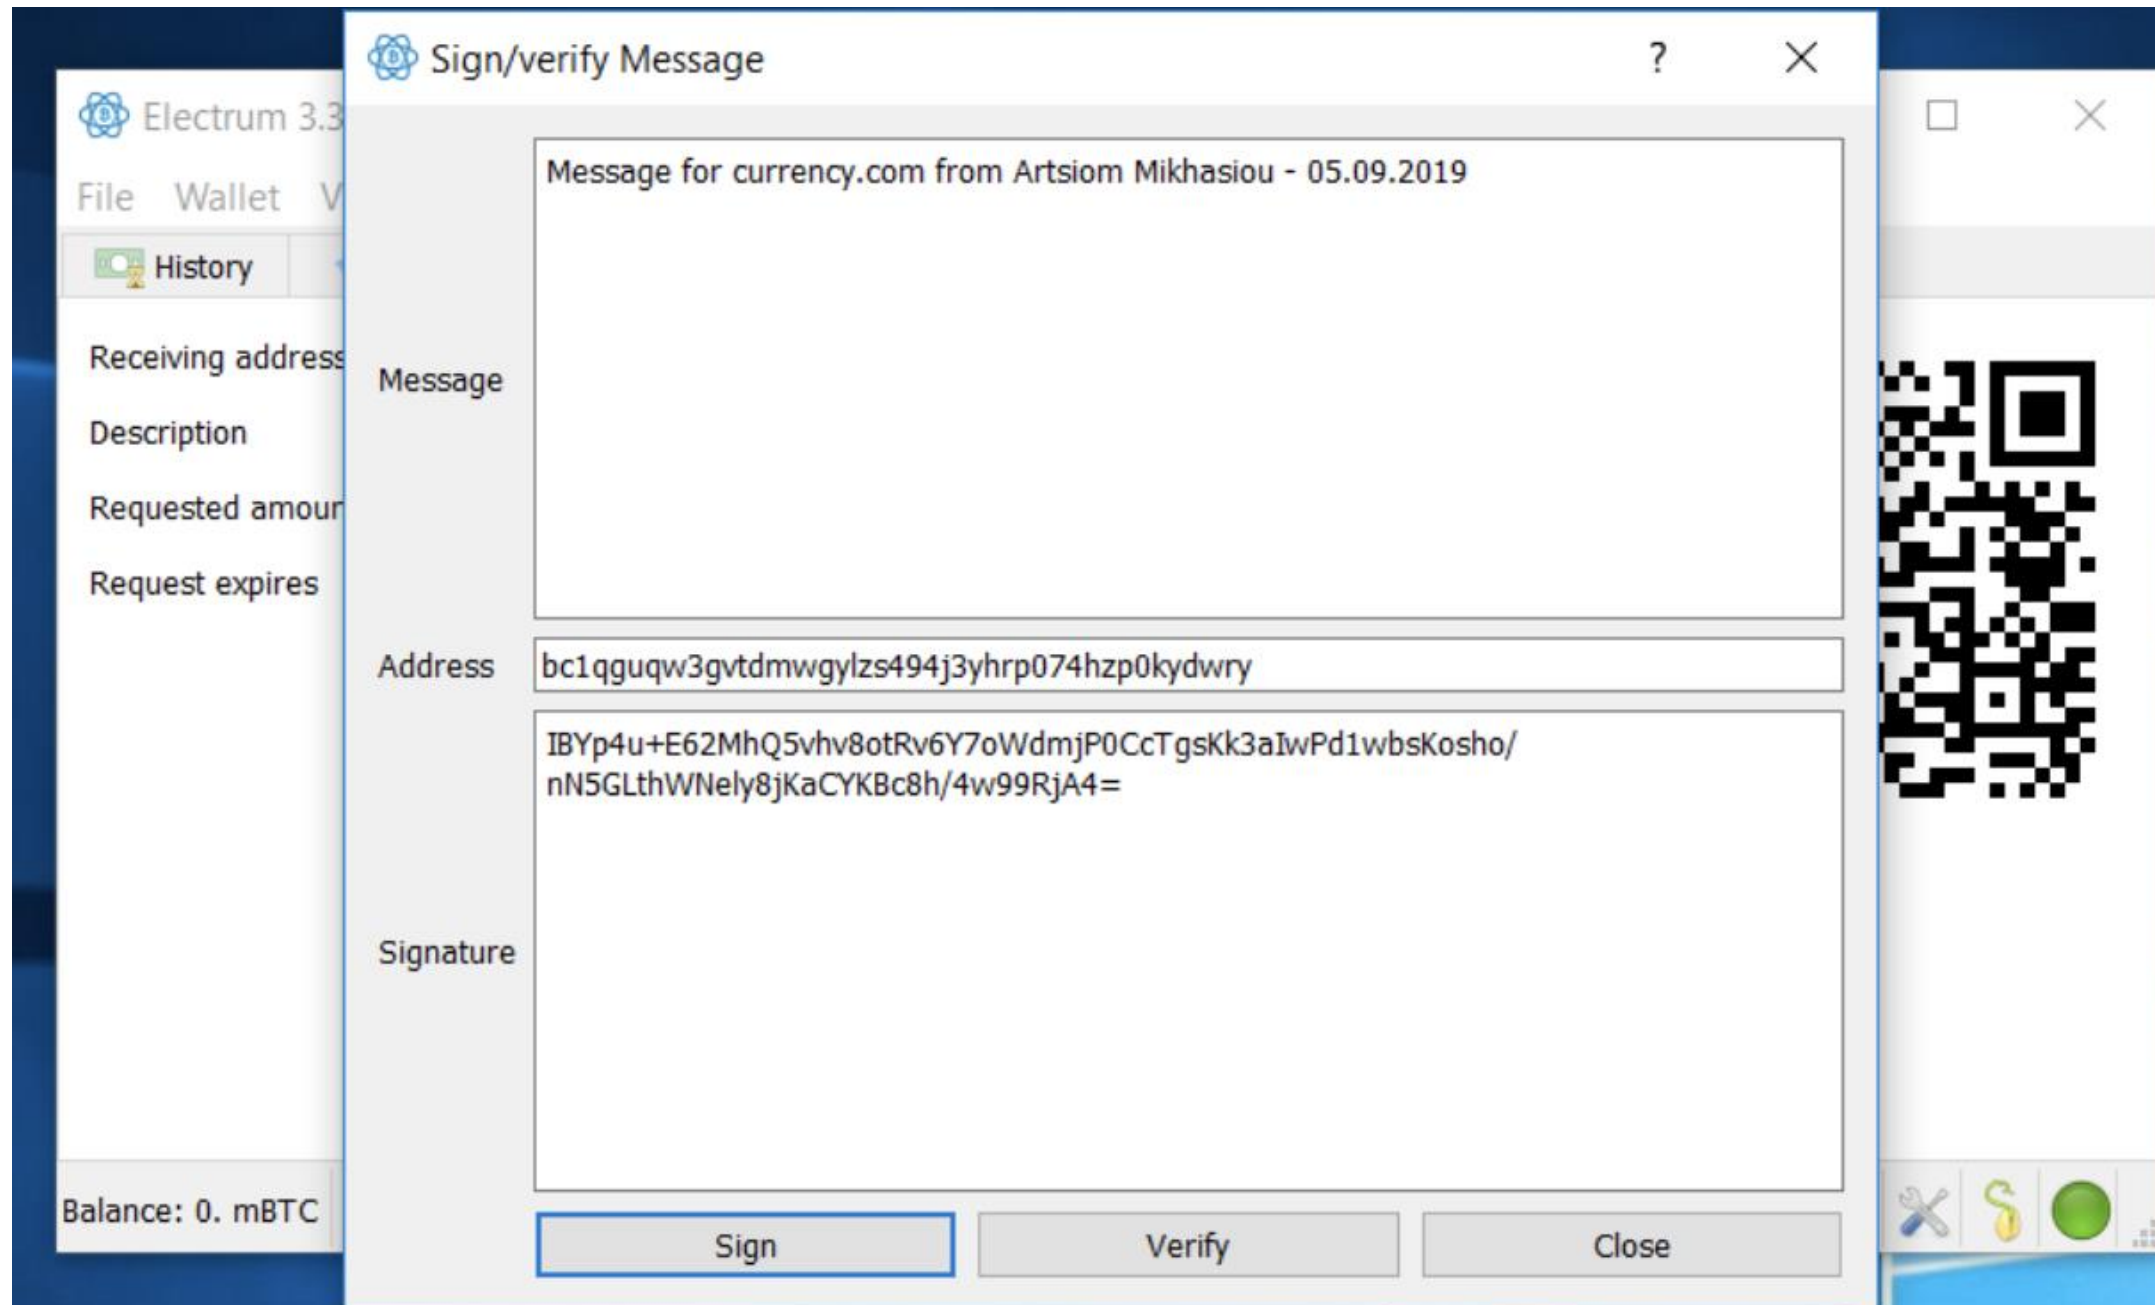 Sign/verify Message
?
Electrum 3.3
File Wallet V
History
Receiving address
Description
Requested amoun
Request expires
Message
Message for currency.com from Artsiom Mikhasiou - 05.09.2019
Address
bc1qguqw3gvtdmwgylzs494j3yhrp074hzp0kydwry
Signature
IBYp4u+E62MhQ5vhv8otRv6Y7oWdmjP0CcTgsKk3aIwPd1wbsKosho/
nN5GLthWNely8jKaCYKBc8h/4w99RjA4=
Balance: 0. mBTC
Sign
Verify
Close